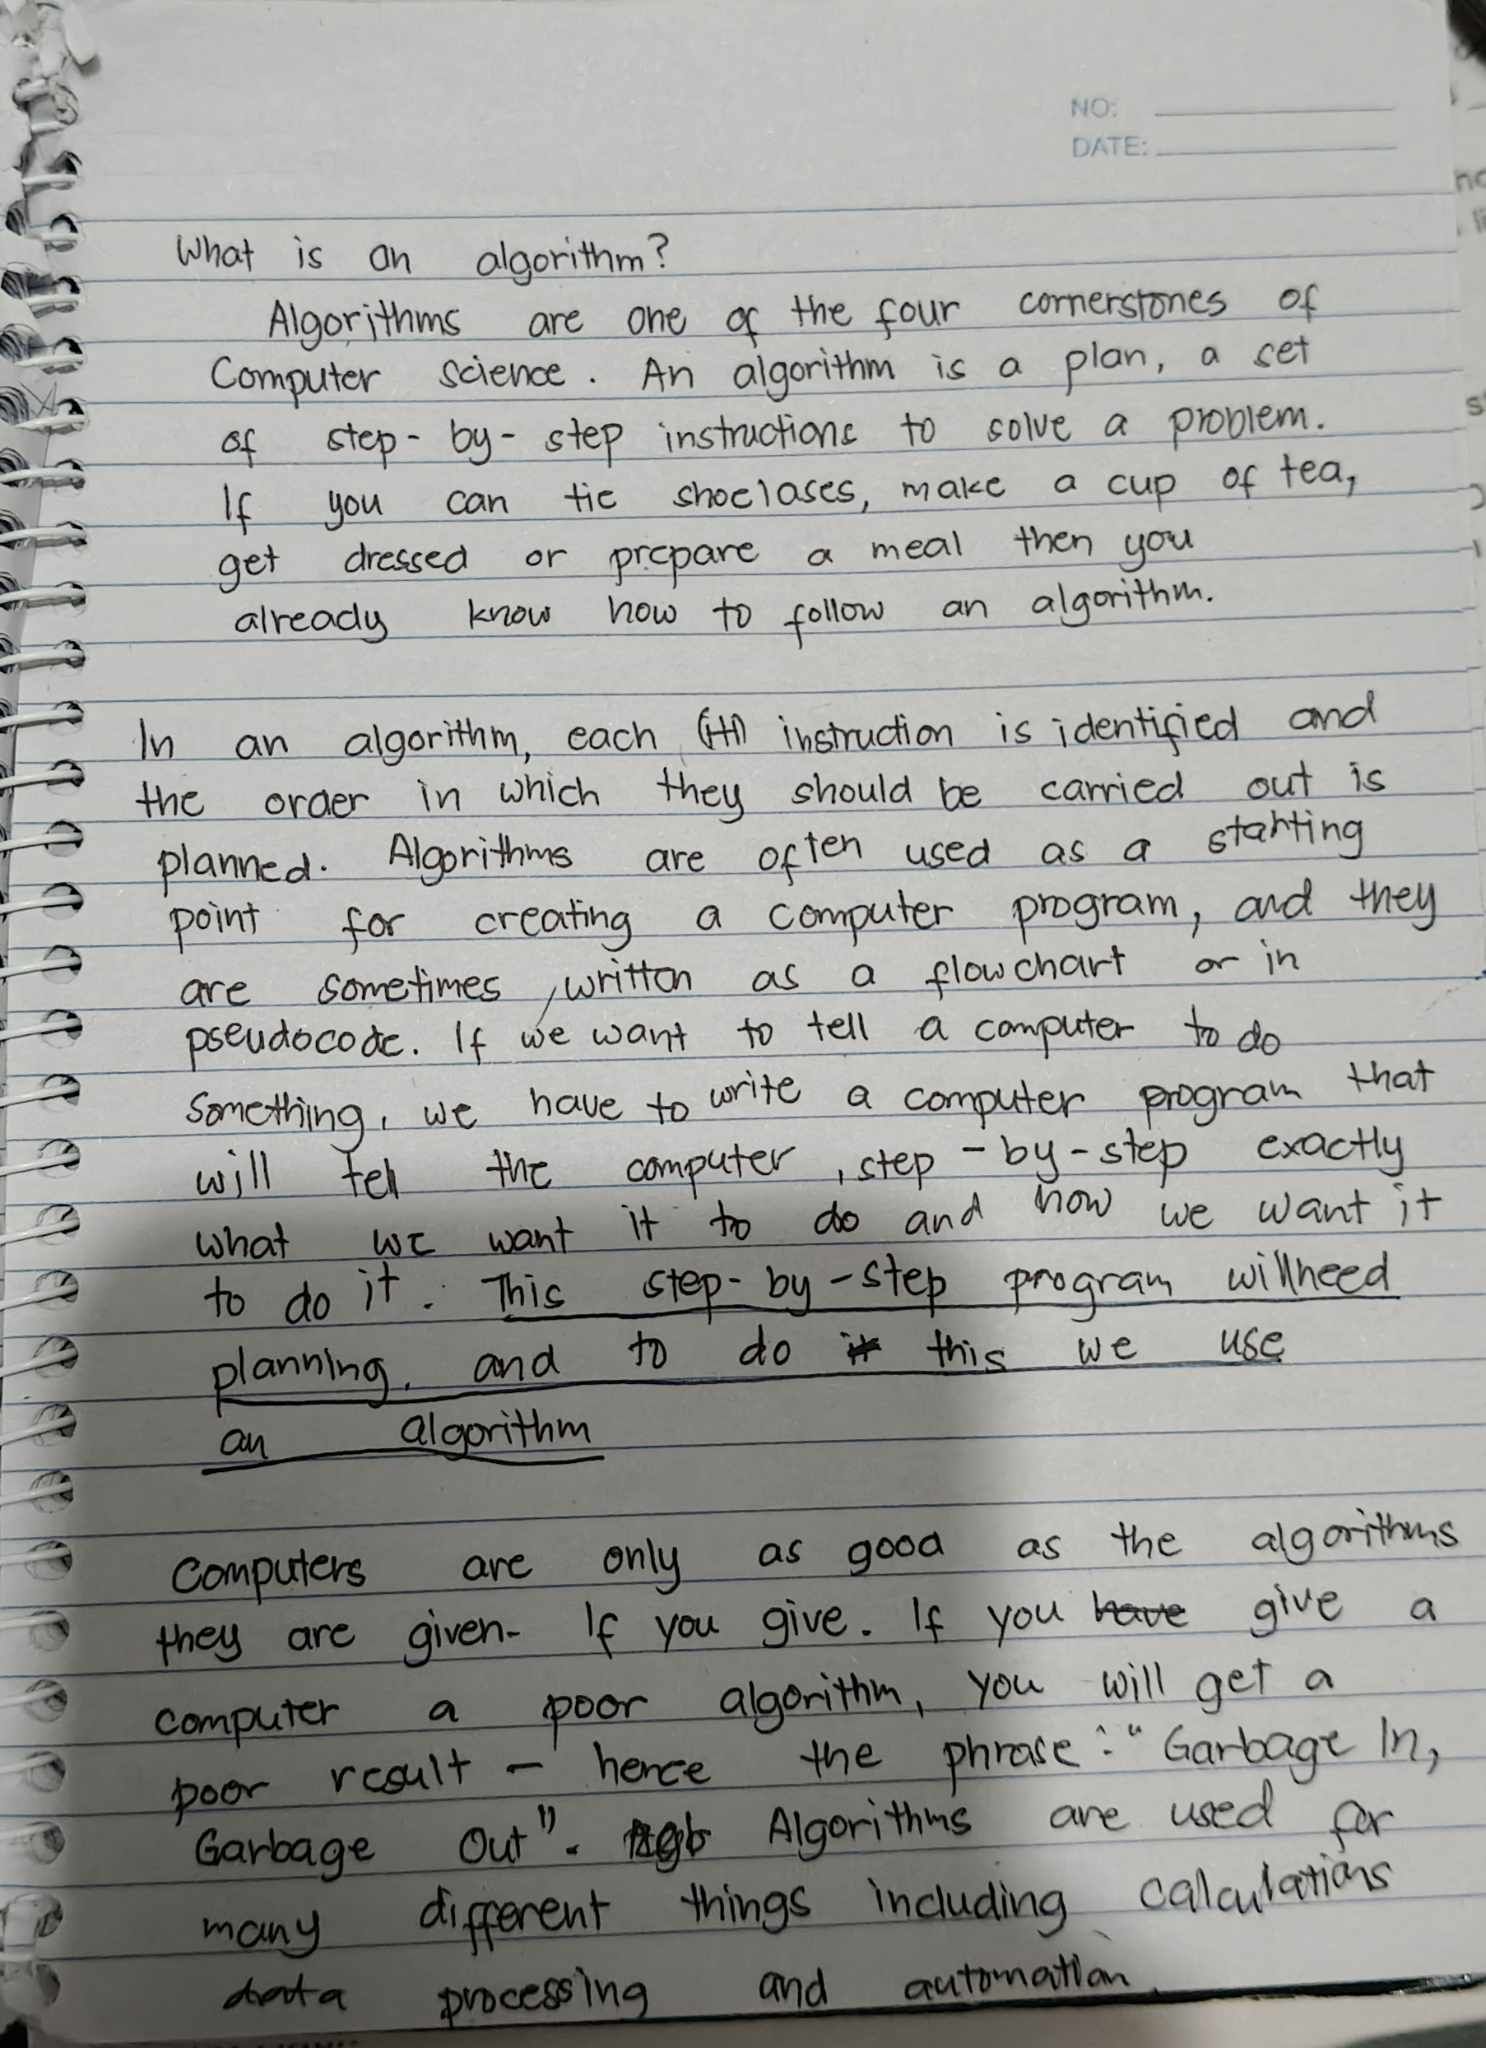 NO:
DATE:
What is an algorithm?
Algorithms are one of the four cornerstones of
Computer science. An algorithm is a plan, a set
of step-by-step instructions to solve a problem.
If you can tie shoelases, make a cup of tea,
get dressed or prepare a meal then you
already know how to follow an algorithm.
In an algorithm, each instruction is identified and
the order in which they should be carried out is
planned. Algorithms are often used as a starting
point for creating a computer program, and they
are sometimes written as a flowchart or in
pseudocode. If we want to tell a computer to do
something, we have to write a computer program that
will tell the computer, step-by-step exactly
what we want it to do and how we want it
to do it. This step-by-step program will need
planning, and to do this we use
an algorithm
Computers are only as good as the algorithms
they are given- If you give. If you have give a
computer a poor algorithm, you will get a
poor result - hence the phrase: "Garbage In,
Garbage Out". Algorithms are used for
many different things including calculations
data processing and automation.